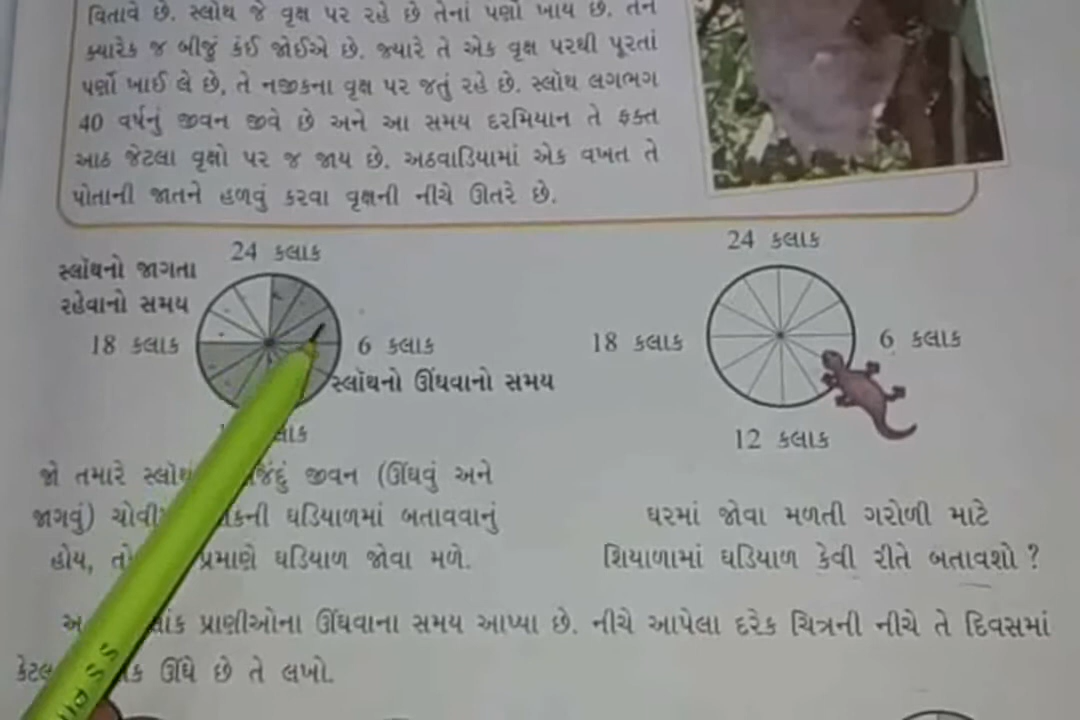 વિતાવે છે. સ્લોથ જે વૃક્ષ પર રહે છે તેનાં પર્ણો ખાય છે. તેને
ક્યારેક જ બીજું કંઈ જોઈએ છે. જ્યારે તે એક વૃક્ષ પરથી પૂરતાં
પર્ણો ખાઈ લે છે, તે નજીકના વૃક્ષ પર જતું રહે છે. સ્લોથ લગભગ
40 વર્ષનું જીવન જીવે છે અને આ સમય દરમિયાન તે ફક્ત
આઠ જેટલા વૃક્ષો પર જ જાય છે. અઠવાડિયામાં એક વખત તે
પોતાની જાતને હળવું કરવા વૃક્ષની નીચે ઊતરે છે.
24 કલાક
સ્લૉથનો જાગતા
રહેવાનો સમય
18 કલાક
6 કલાક
સ્લૉથનો ઊંઘવાનો સમય
જો તમારે સ્લોથ જિંદું જીવન (ઊંઘવું અને
જાગવું) ઘડિયાળમાં બતાવવાનું
હોય, તો પ્રમાણે ઘડિયાળ જોવા મળે.
24 કલાક
18 કલાક
6 કલાક
12 કલાક
ઘરમાં જોવા મળતી ગરોળી માટે
શિયાળામાં ઘડિયાળ કેવી રીતે બતાવશો ?
પ્રાણીઓના ઊંઘવાના સમય આપ્યા છે. નીચે આપેલા દરેક ચિત્રની નીચે તે દિવસમાં
ઊંઘે છે તે લખો.